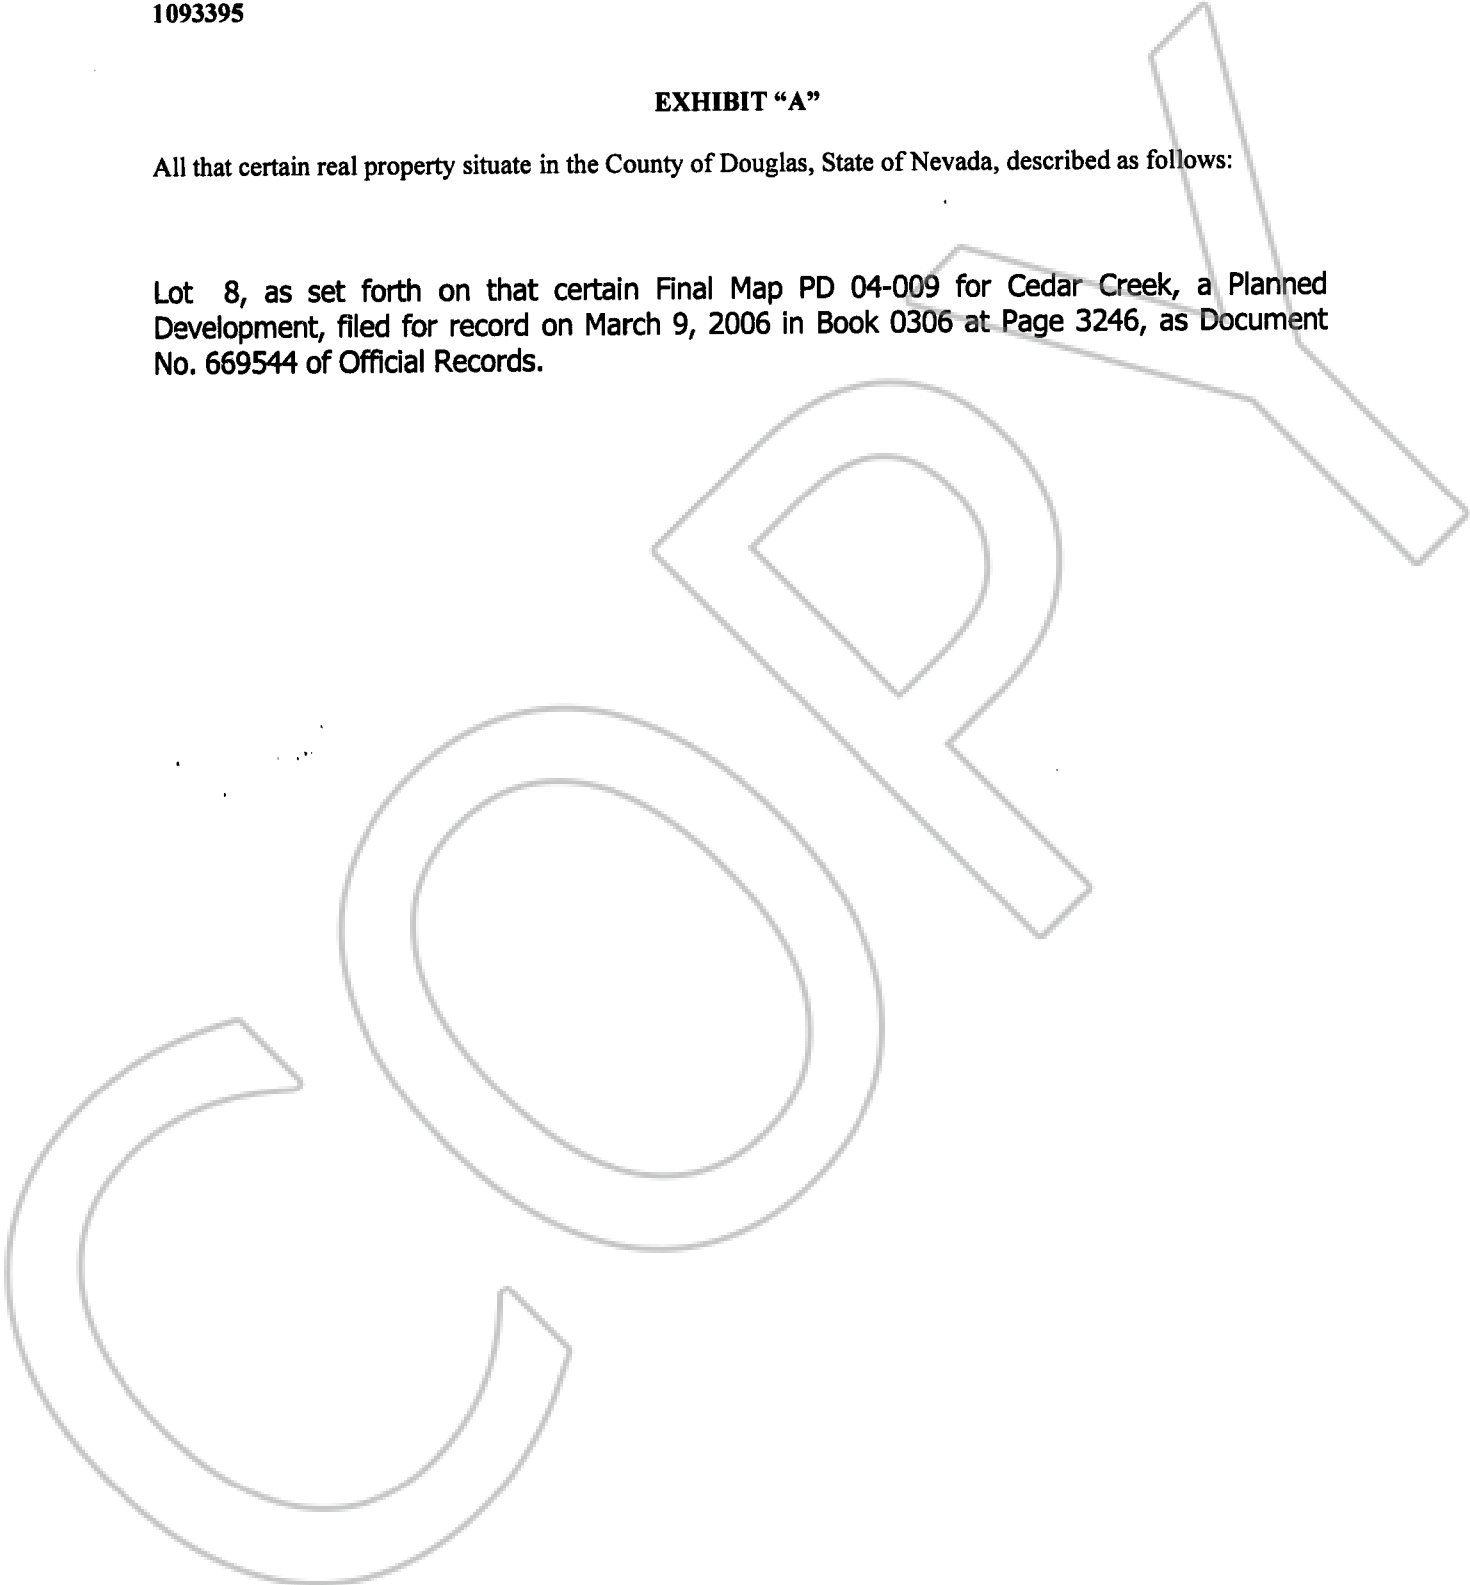 1093395
EXHIBIT “A”
All that certain real property situate in the County of Douglas, State of Nevada, described as follows:
Lot 8, as set forth on that certain Final Map PD 04-009 for Cedar Creek, a Planned
Development, filed for record on March 9, 2006 in Book 0306 at Page 3246, as Document
No. 669544 of Official Records.
COPY